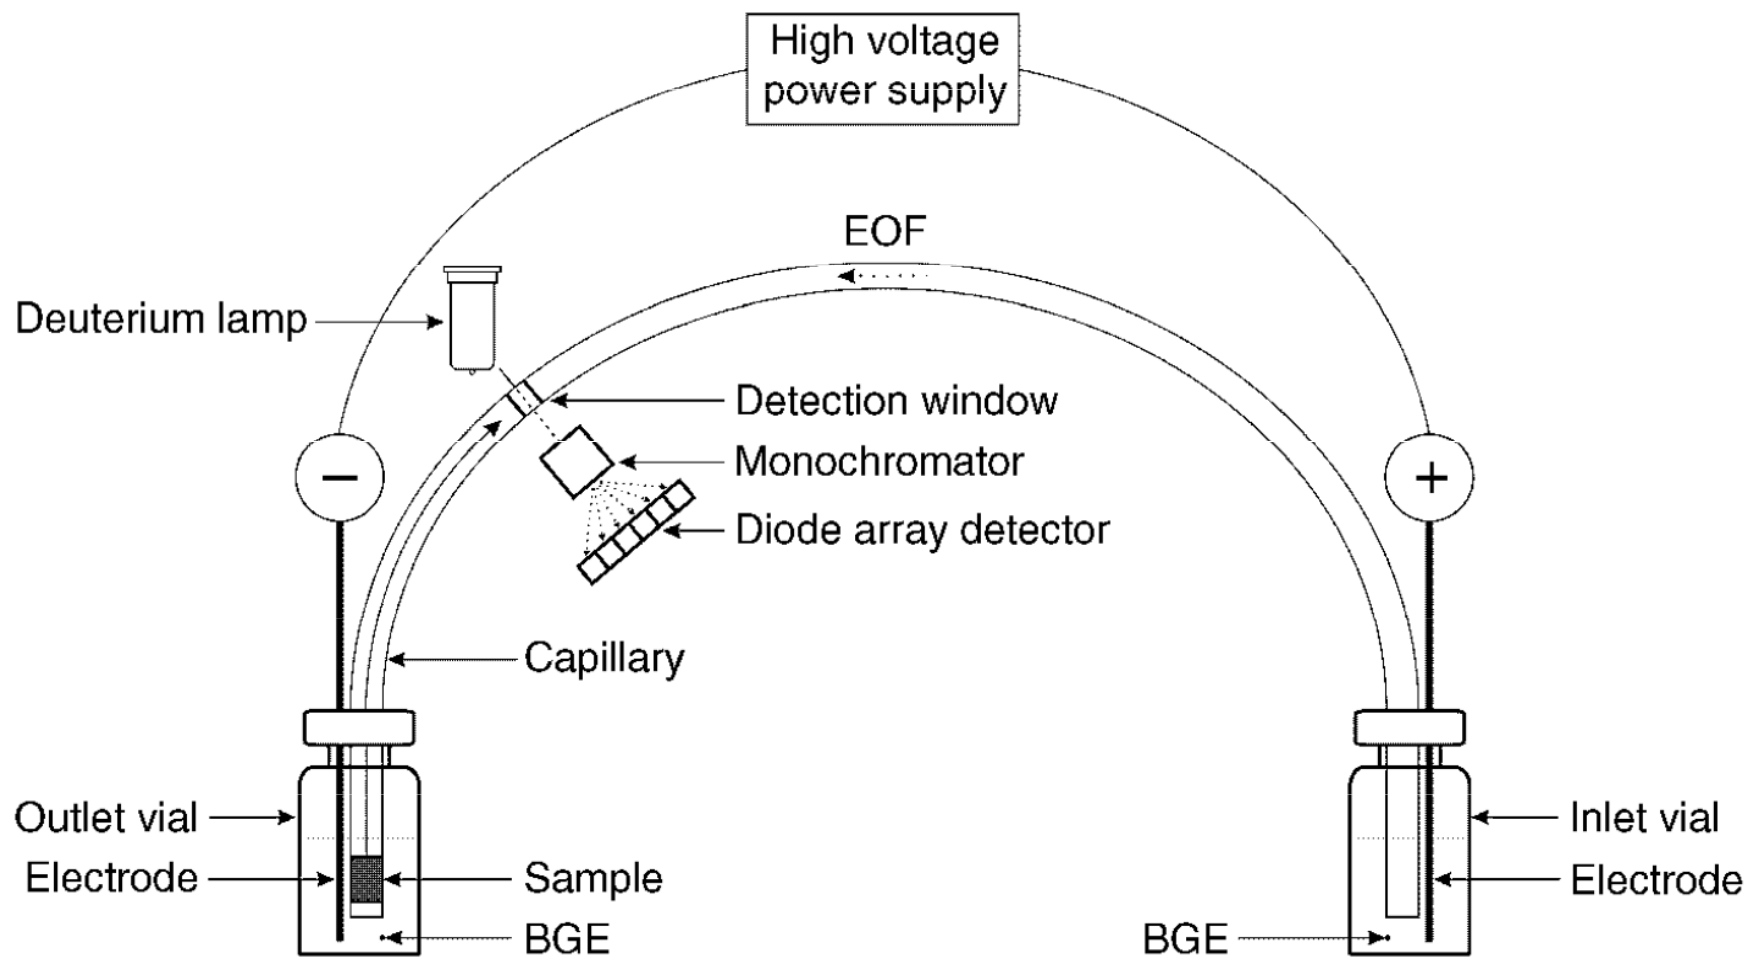 High voltage
power supply
EOF
Deuterium lamp
Detection window
Monochromator
−
+
Diode array detector
Capillary
Outlet vial
Inlet vial
Electrode
Sample
Electrode
BGE
BGE